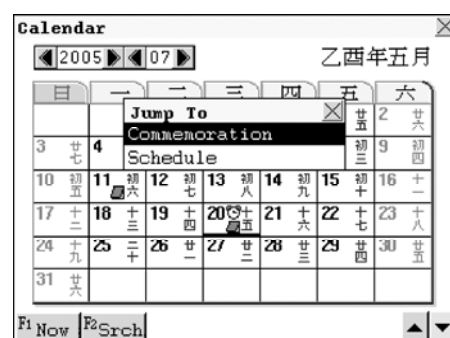 Calendar
2005 07 乙酉年五月
日 一 二 三 四 五 六
Jump To
Commemoration
Schedule
廿五 2 廿六
3 廿七 4 初三 9 初四
10 初五 11 初六 12 初七 13 初八 14 初九 15 初十 16 十一
17 十二 18 十三 19 十四 20 十五 21 十六 22 十七 23 十八
24 十九 25 二十 26 廿一 27 廿二 28 廿三 29 廿四 30 廿五
31 廿六
F1 Now F2 Srch